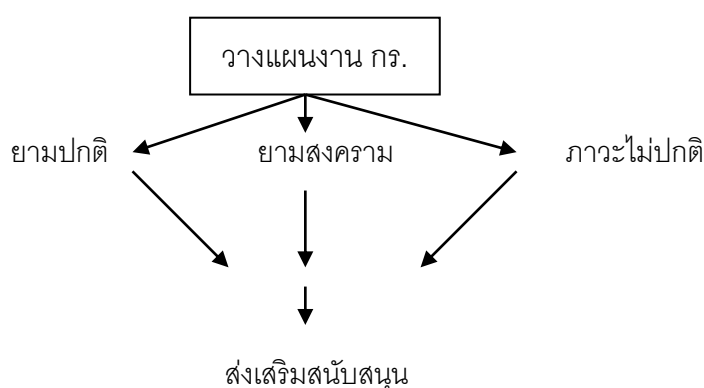 วางแผนงาน กร.
ยามปกติ ยามสงคราม ภาวะไม่ปกติ
ส่งเสริมสนับสนุน